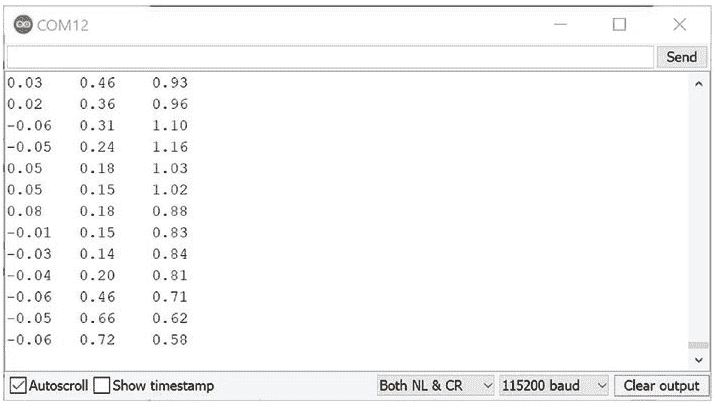 COM12
Send
0.03 0.46 0.93
0.02 0.36 0.96
-0.06 0.31 1.10
-0.05 0.24 1.16
0.05 0.18 1.03
0.05 0.15 1.02
0.08 0.18 0.88
-0.01 0.15 0.83
-0.03 0.14 0.84
-0.04 0.20 0.81
-0.06 0.46 0.71
-0.05 0.66 0.62
-0.06 0.72 0.58
Autoscroll Show timestamp Both NL & CR 115200 baud Clear output